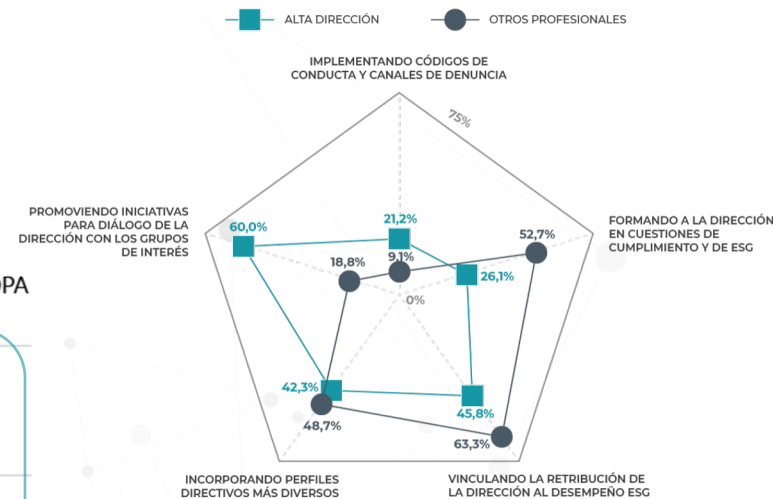 ALTA DIRECCIÓN
OTROS PROFESIONALES
IMPLEMENTANDO CÓDIGOS DE
CONDUCTA Y CANALES DE DENUNCIA
75%
PROMOVIENDO INICIATIVAS
PARA DIÁLOGO DE LA
DIRECCIÓN CON LOS GRUPOS
DE INTERÉS
FORMANDO A LA DIRECCIÓN
EN CUESTIONES DE
CUMPLIMIENTO Y DE ESG
60,0%
21,2%
52,7%
18,8%
9,1%
26,1%
0%
OPA
42,3%
48,7%
45,8%
63,3%
INCORPORANDO PERFILES
DIRECTIVOS MÁS DIVERSOS
VINCULANDO LA RETRIBUCIÓN DE
LA DIRECCIÓN AL DESEMPEÑO ESG